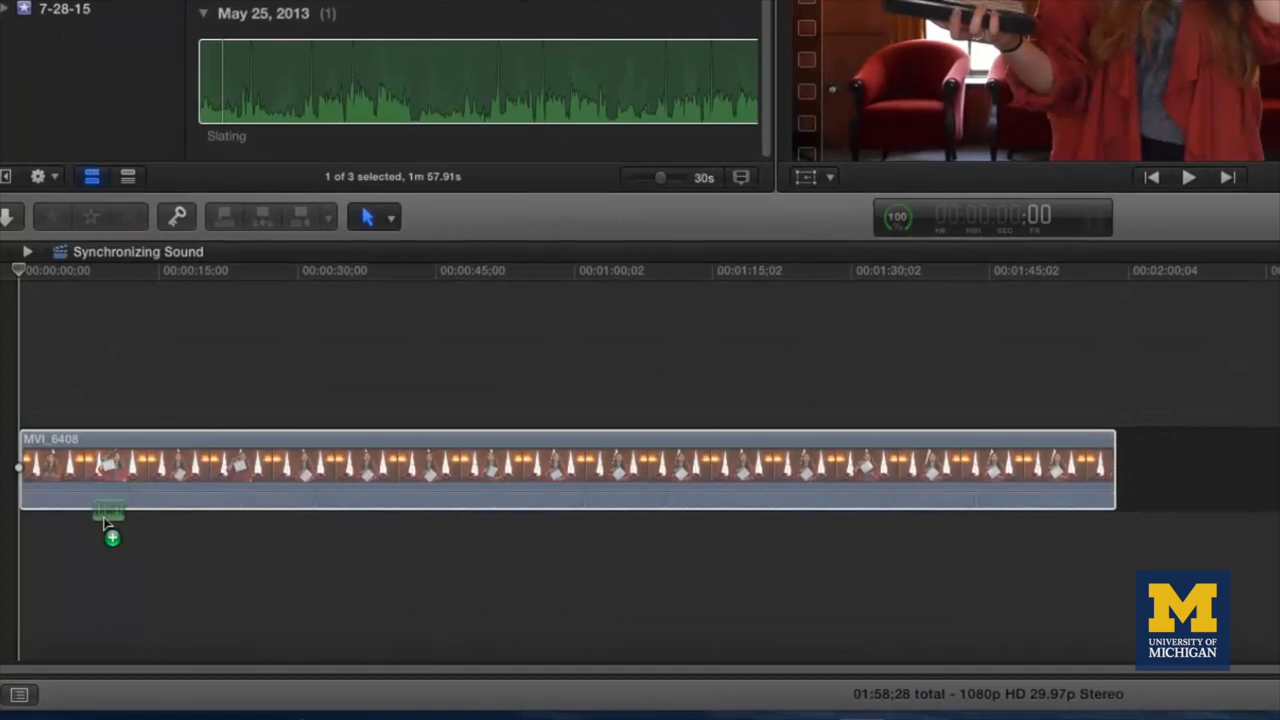 7-28-15
May 25, 2013 (1)
Slating
1 of 3 selected, 1m 57.91s
30s
100
%
00:00:00;00
HR MIN SEC FR
Synchronizing Sound
00:00:00;00
00:00:15;00
00:00:30;00
00:00:45;00
00:01:00;02
00:01:15;02
00:01:30;02
00:01:45;02
00:02:00;04
MVI_6408
M
UNIVERSITY OF
MICHIGAN
01:58;28 total - 1080p HD 29.97p Stereo